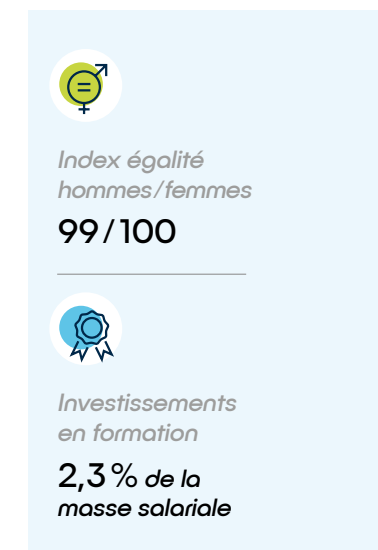 Index égalité
hommes/femmes
99/100
Investissements
en formation
2,3% de la
masse salariale